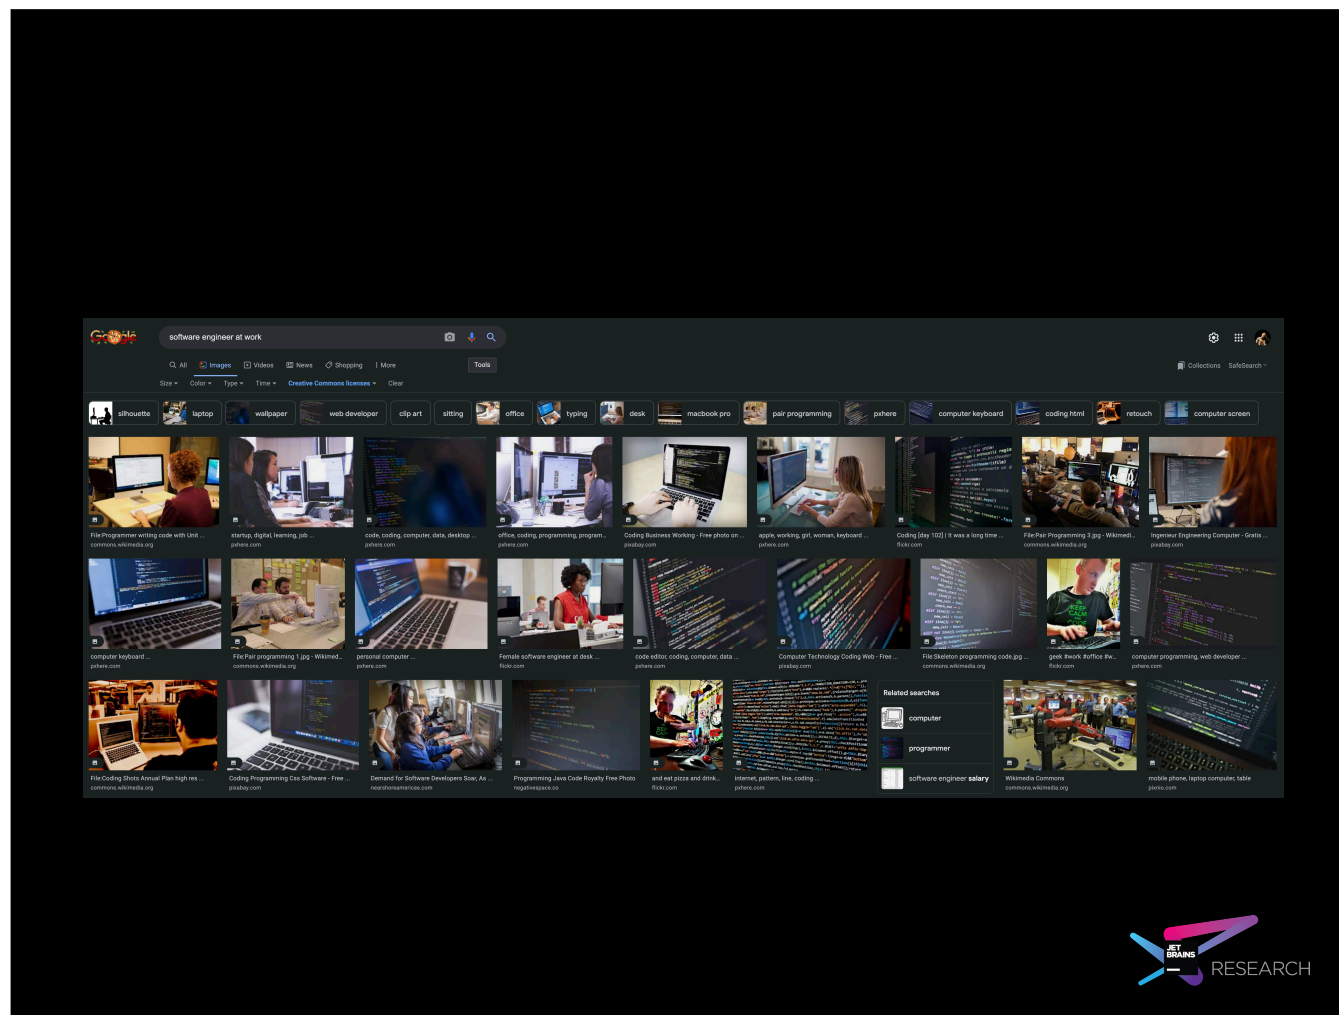 Google
software engineer at work
All Images Videos News Shopping More Tools
Collections SafeSearch
Size Color Type Time Creative Commons licenses Clear
silhouette laptop wallpaper web developer clip art sitting office typing desk macbook pro pair programming pxhere computer keyboard coding html retouch computer screen
File:Programmer writing code with Unit ... startup, digital, learning, job ... code, coding, computer, data, desktop ... office, coding, programming, program... Coding Business Working - Free photo on ... apple, working, girl, woman, keyboard ... Coding [day 102] | It was a long time ... File:Pair Programming 3.jpg - Wikimedi... Ingenieur Engineering Computer - Gratis ...
commons.wikimedia.org pxhere.com pxhere.com pxhere.com pixabay.com pxhere.com flickr.com commons.wikimedia.org pixabay.com
KEEP
CALM
computer keyboard ... File:Pair programming 1.jpg - Wikimed... personal computer ... Female software engineer at desk ... code editor, coding, computer, data ... Computer Technology Coding Web - Free ... File:Skeleton programming code.jpg ... geek #work #office #w... computer programming, web developer ...
pxhere.com commons.wikimedia.org pxhere.com flickr.com pxhere.com pixabay.com commons.wikimedia.org flickr.com pxhere.com
Related searches
computer
programmer
software engineer salary
File:Coding Shots Annual Plan high res ... Coding Programming Css Software - Free ... Demand for Software Developers Soar, As ... Programming Java Code Royalty Free Photo and eat pizza and drink... internet, pattern, line, coding ... Wikimedia Commons mobile phone, laptop computer, table
commons.wikimedia.org pixabay.com nearshoreamericas.com negativespace.co flickr.com pxhere.com commons.wikimedia.org pixnio.com
JET
BRAINS
RESEARCH